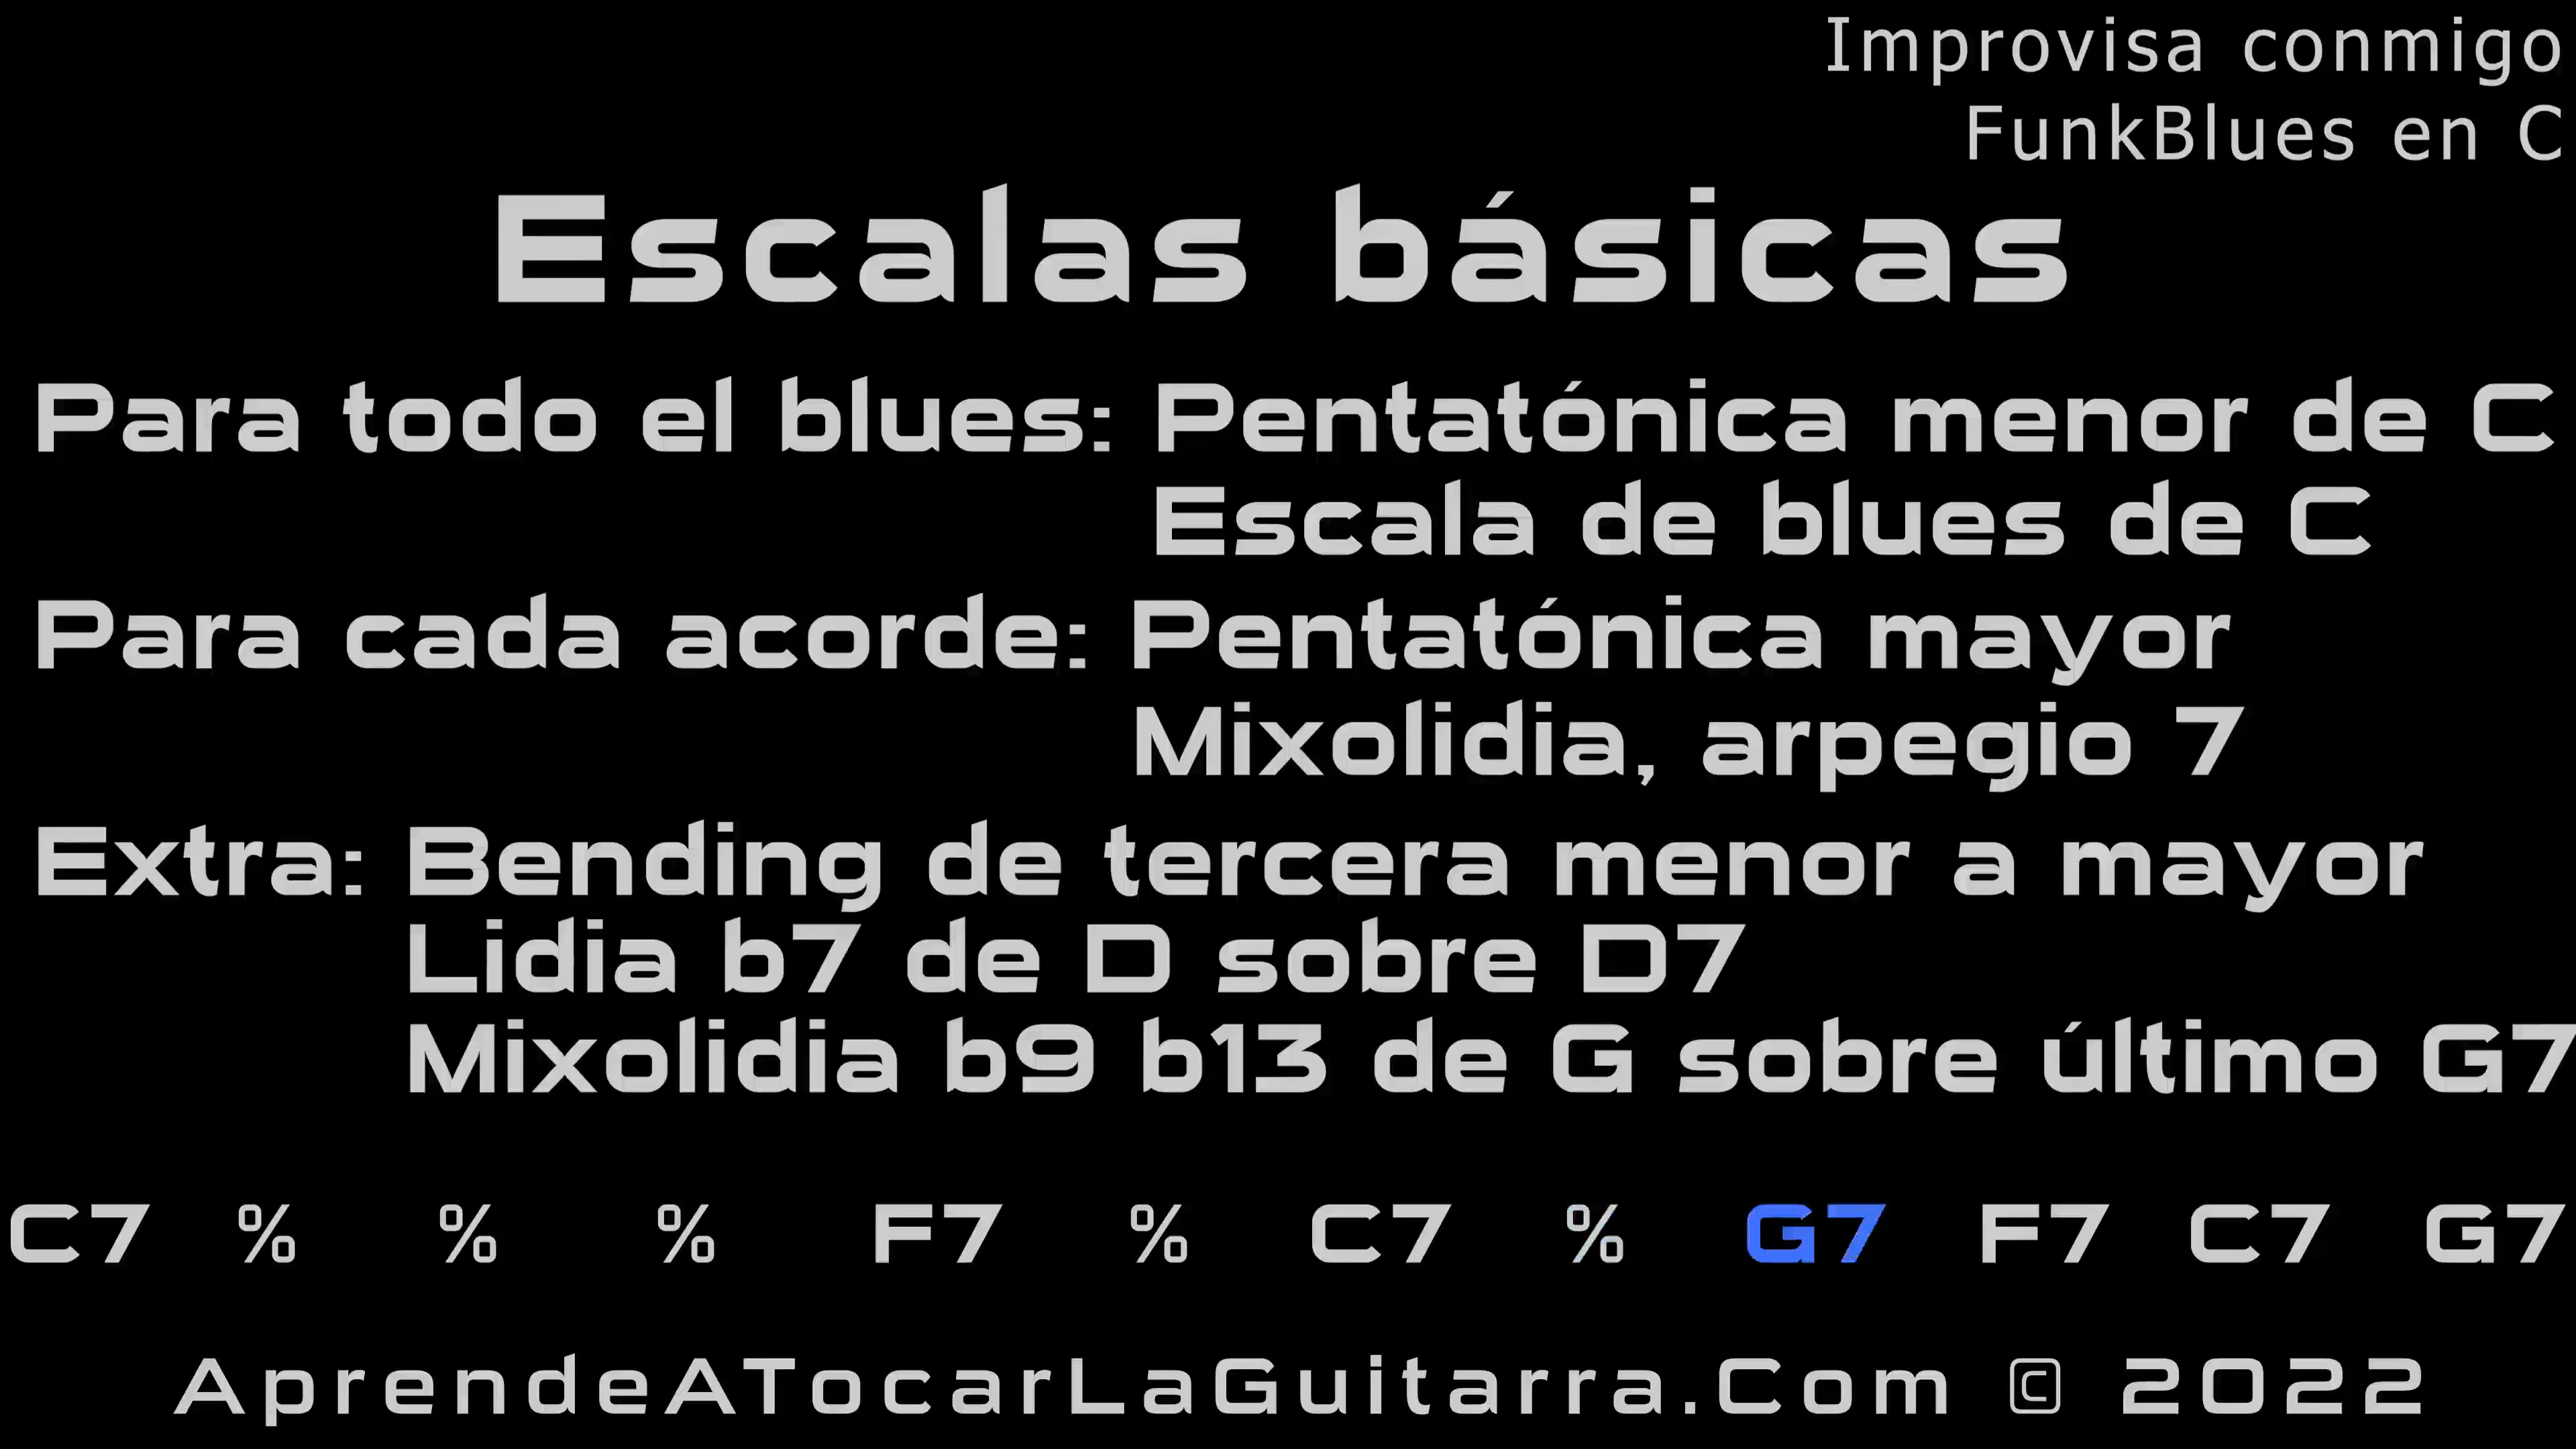 Improvisa conmigo
FunkBlues en C
Escalas básicas
Para todo el blues: Pentatónica menor de C
Escala de blues de C
Para cada acorde: Pentatónica mayor
Mixolidia, arpegio 7
Extra: Bending de tercera menor a mayor
Lidia b7 de D sobre D7
Mixolidia b9 b13 de G sobre último G7
C7 % % % F7 % C7 % G7 F7 C7 G7
AprendeATocarLaGuitarra.Com © 2022